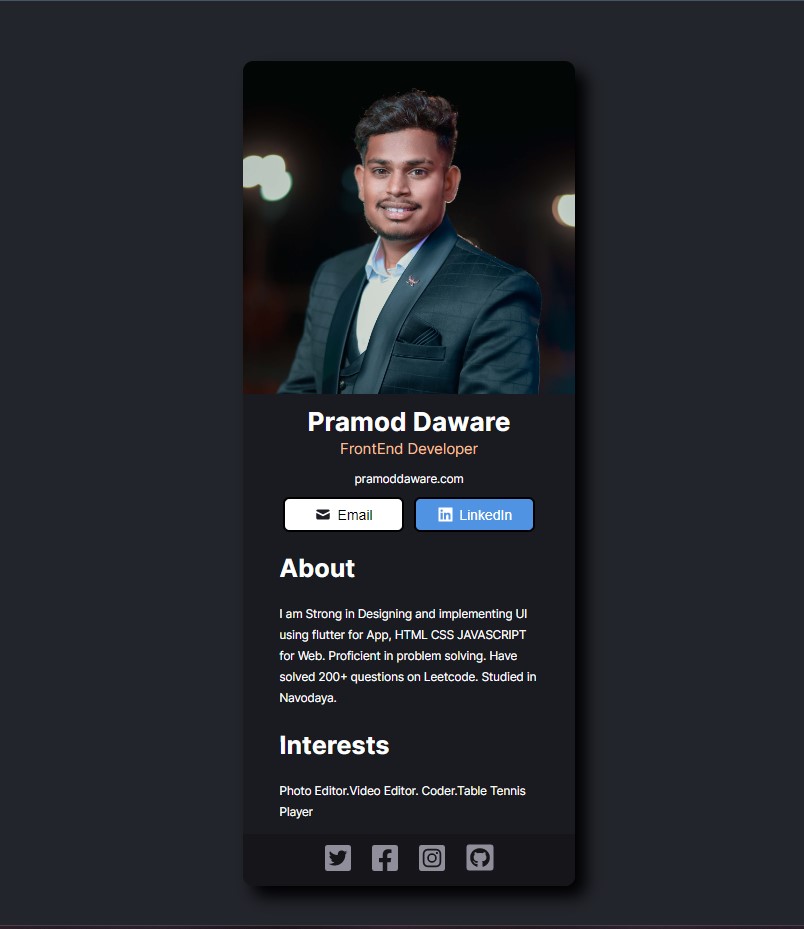 Pramod Daware
FrontEnd Developer
pramoddaware.com
Email
LinkedIn
About
I am Strong in Designing and implementing UI
using flutter for App, HTML CSS JAVASCRIPT
for Web. Proficient in problem solving. Have
solved 200+ questions on Leetcode. Studied in
Navodaya.
Interests
Photo Editor.Video Editor. Coder.Table Tennis
Player